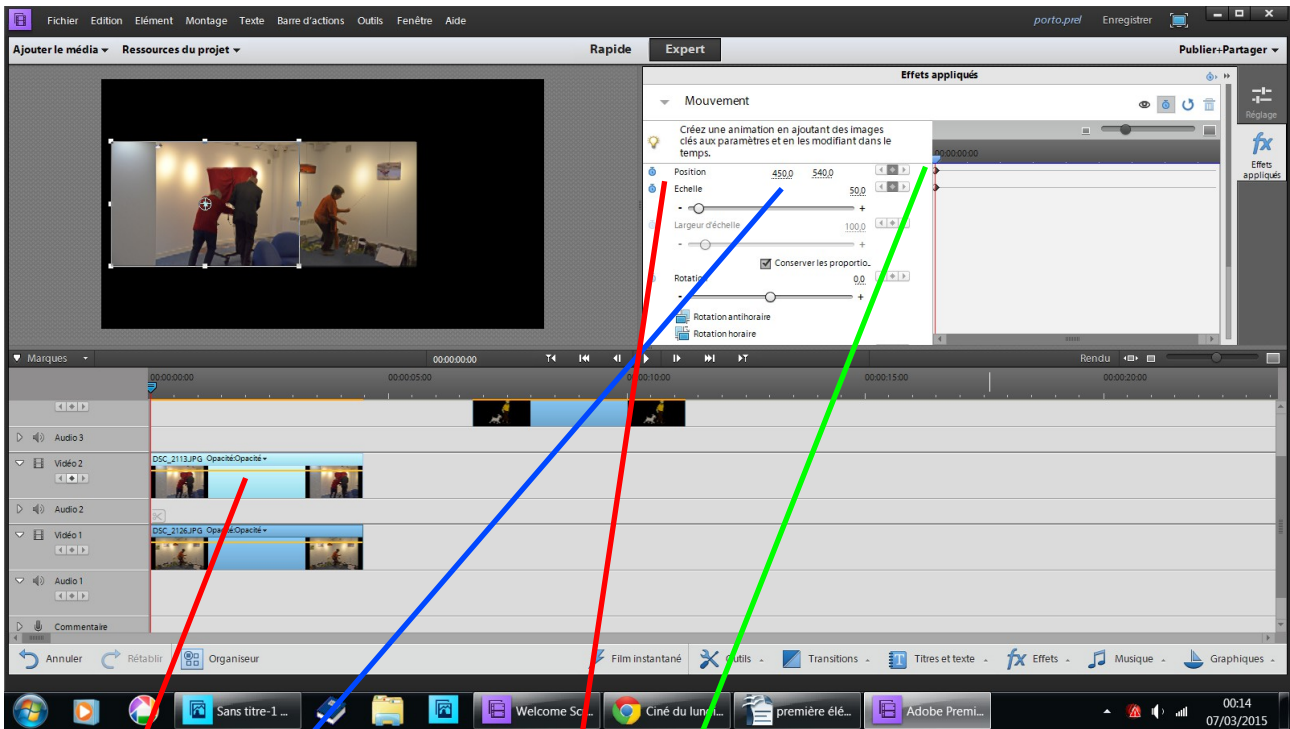 Fichier Edition Elément Montage Texte Barre d'actions Outils Fenêtre Aide porto.prel Enregistrer
Ajouter le média Ressources du projet Rapide Expert Publier+Partager
Effets appliqués
Mouvement
Réglage
Créez une animation en ajoutant des images
clés aux paramètres et en les modifiant dans le
temps.
00:00:00:00
fx
Effets
appliqués
Position 450,0 540,0
Echelle 50,0
- +
Largeur d'échelle 100,0
- +
Conserver les proportio..
Rotation 0,0
- +
Rotation antihoraire
Rotation horaire
Marques 00:00:00:00 Rendu
00:00:00:00 00:00:05:00 00:00:10:00 00:00:15:00 00:00:20:00
Audio 3
Vidéo 2
DSC_2113.JPG Opacité:Opacité
Audio 2
Vidéo 1
DSC_2126.JPG Opacité:Opacité
Audio 1
Commentaire
Annuler Rétablir Organiseur Film instantané Outils Transitions Titres et texte fx Effets Musique Graphiques
Sans titre-1 ... Welcome Scr... Ciné du lundi... première élé... Adobe Premi... 00:14
07/03/2015